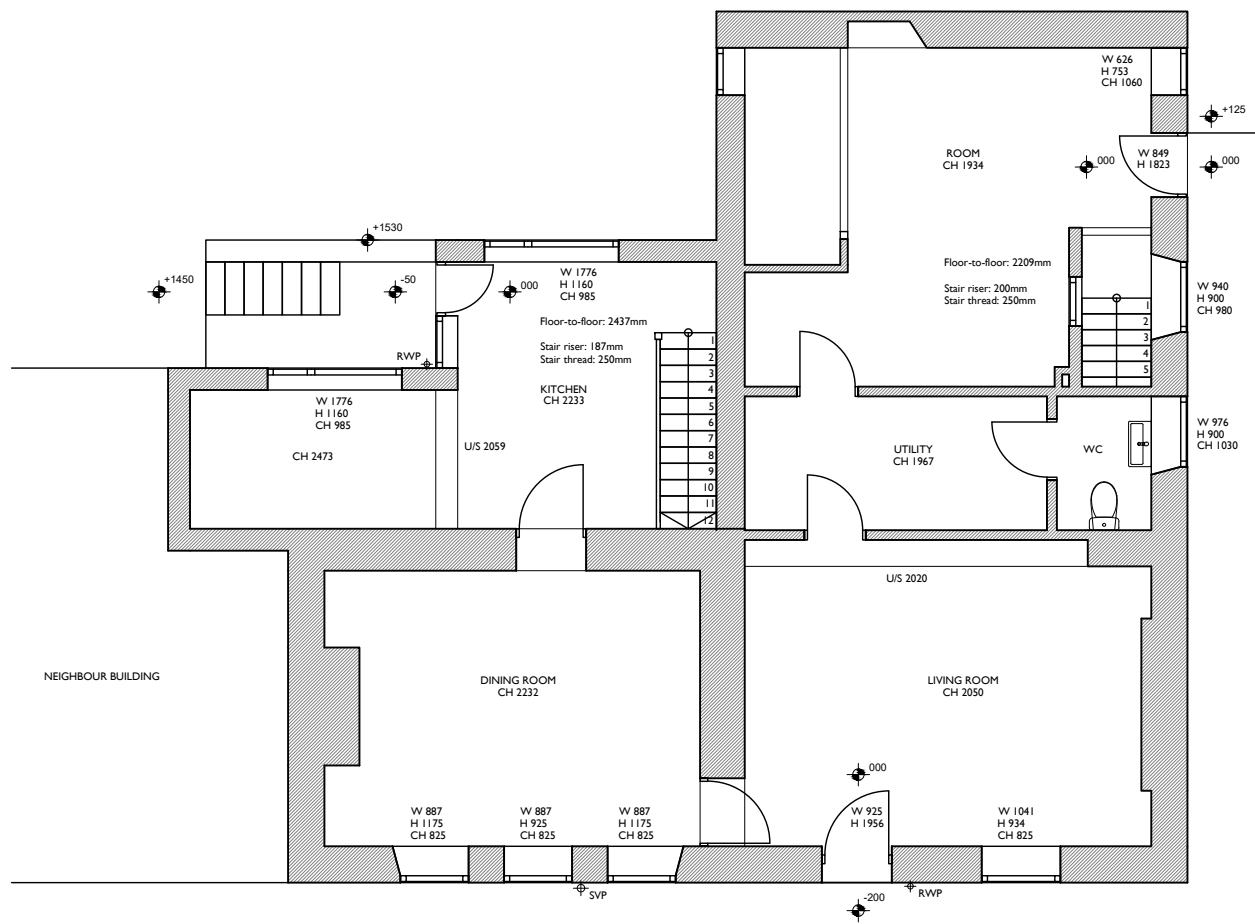 W 626
H 753
CH 1060
+125
ROOM
CH 1934
000
W 849
H 1823
000
+1530
+1450
-50
000
W 1776
H 1160
CH 985
Floor-to-floor: 2437mm
Stair riser: 187mm
Stair thread: 250mm
KITCHEN
CH 2233
RWP
Floor-to-floor: 2209mm
Stair riser: 200mm
Stair thread: 250mm
W 940
H 900
CH 980
1
2
3
4
5
1
2
3
4
5
6
7
8
9
10
11
12
W 1776
H 1160
CH 985
CH 2473
U/S 2059
UTILITY
CH 1967
WC
W 976
H 900
CH 1030
U/S 2020
NEIGHBOUR BUILDING
DINING ROOM
CH 2232
LIVING ROOM
CH 2050
000
W 887
H 1175
CH 825
W 887
H 925
CH 825
W 887
H 1175
CH 825
W 925
H 1956
W 1041
H 934
CH 825
SVP
RWP
-200